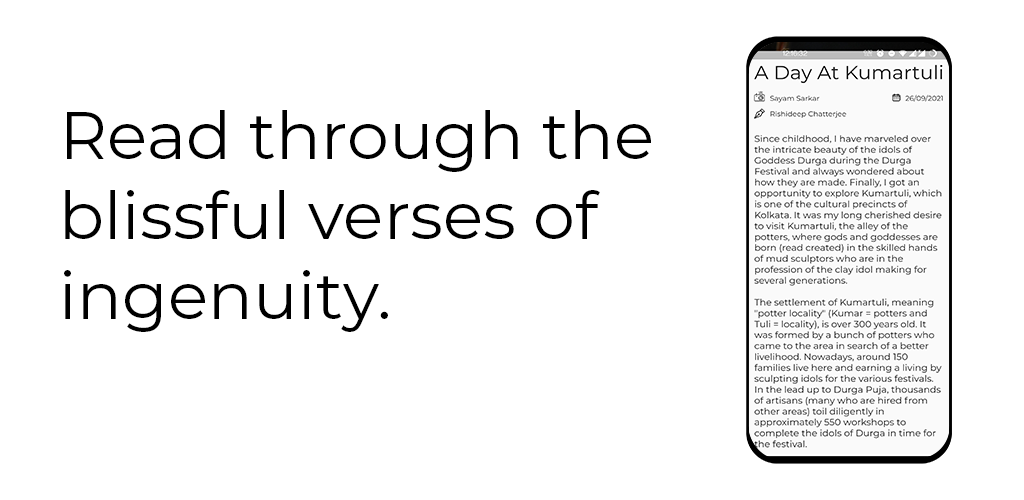 Read through the
blissful verses of
ingenuity.
A Day At Kumartuli
Sayam Sarkar
26/09/2021
Rishideep Chatterjee
Since childhood, I have marveled over
the intricate beauty of the idols of
Goddess Durga during the Durga
Festival and always wondered about
how they are made. Finally, I got an
opportunity to explore Kumartuli, which
is one of the cultural precincts of
Kolkata. It was my long cherished desire
to visit Kumartuli, the alley of the
potters, where gods and goddesses are
born (read created) in the skilled hands
of mud sculptors who are in the
profession of the clay idol making for
several generations.
The settlement of Kumartuli, meaning
"potter locality" (Kumar = potters and
Tuli = locality), is over 300 years old. It
was formed by a bunch of potters who
came to the area in search of a better
livelihood. Nowadays, around 150
families live here and earning a living by
sculpting idols for the various festivals.
In the lead up to Durga Puja, thousands
of artisans (many who are hired from
other areas) toil diligently in
approximately 550 workshops to
complete the idols of Durga in time for
the festival.